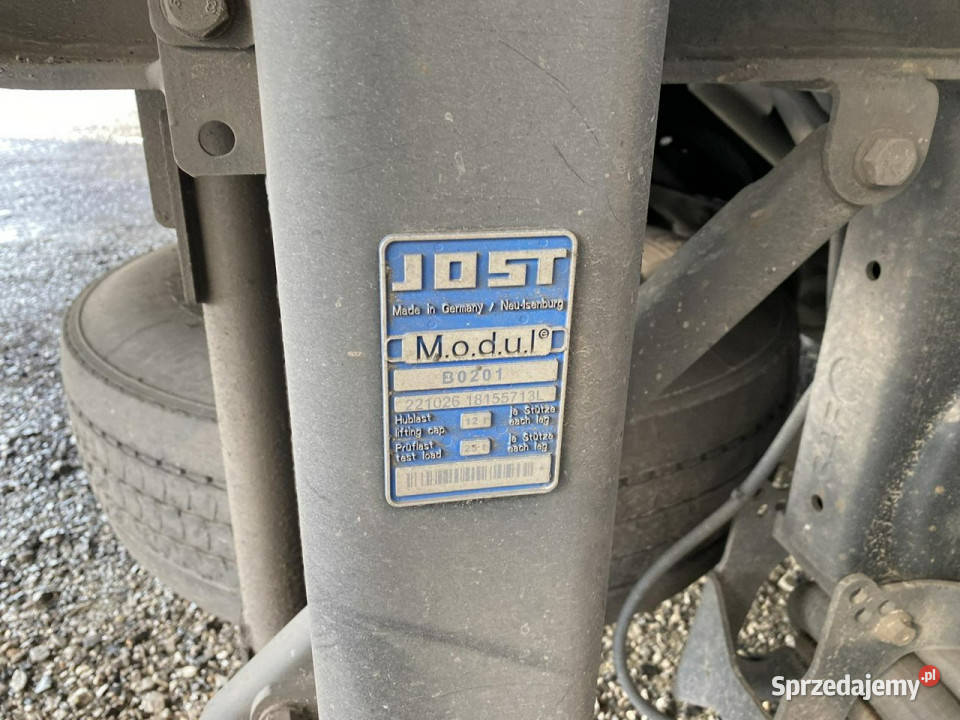 JOST
Made in Germany / Neu-Isenburg
M.o.d.u.l ®
B0201
221026 18155713L
Hublast 12 t je Stütze
lifting cap. each leg
Prüflast 25 t je Stütze
test load each leg
Sprzedajemy.pl